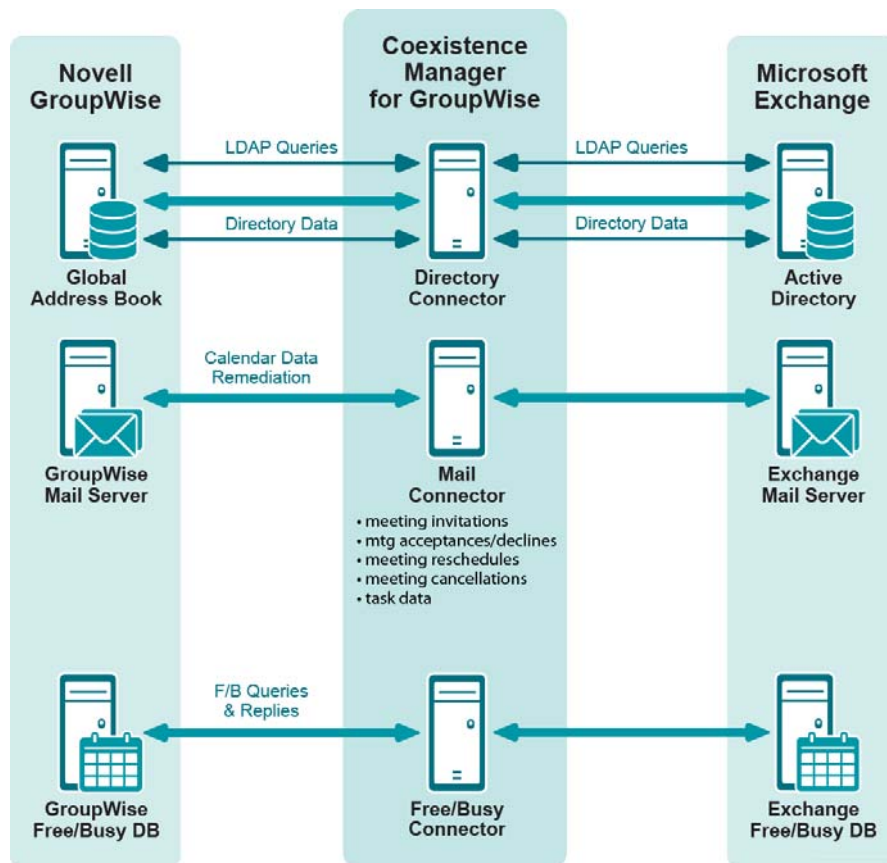 Novell
GroupWise
Coexistence
Manager
for GroupWise
Microsoft
Exchange
LDAP Queries
LDAP Queries
Directory Data
Directory Data
Global
Address Book
Directory
Connector
Active
Directory
Calendar Data
Remediation
GroupWise
Mail Server
Mail
Connector
Exchange
Mail Server
• meeting invitations
• mtg acceptances/declines
• meeting reschedules
• meeting cancellations
• task data
F/B Queries
& Replies
GroupWise
Free/Busy DB
Free/Busy
Connector
Exchange
Free/Busy DB